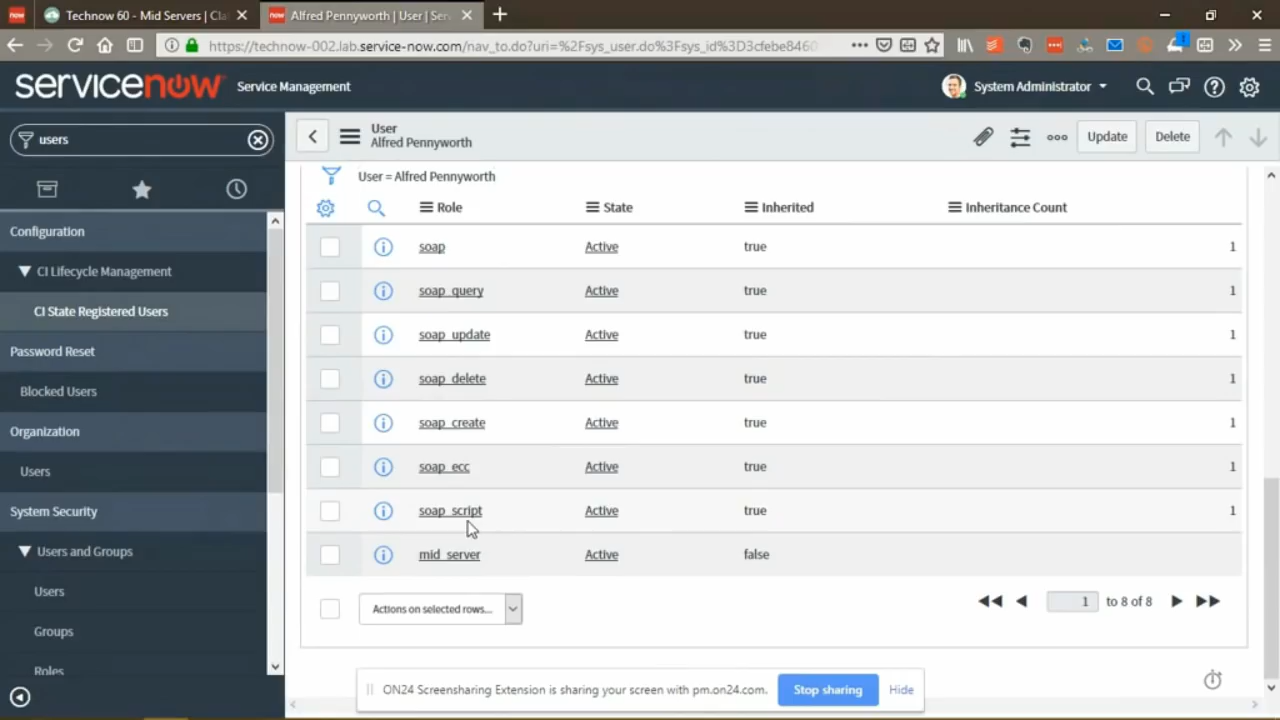 now
Technow 60 - Mid Servers | Cla
now
Alfred Pennyworth | User | Ser
https://technow-002.lab.service-now.com/nav_to.do?uri=%2Fsys_user.do%3Fsys_id%3D3cfebe8460
1
servicenow Service Management
System Administrator
users
User
Alfred Pennyworth
Update
Delete
User = Alfred Pennyworth
Role State Inherited Inheritance Count
soap Active true 1
soap_query Active true 1
soap_update Active true 1
soap_delete Active true 1
soap_create Active true 1
soap_ecc Active true 1
soap_script Active true 1
mid_server Active false
Actions on selected rows...
1 to 8 of 8
Configuration
CI Lifecycle Management
CI State Registered Users
Password Reset
Blocked Users
Organization
Users
System Security
Users and Groups
Users
Groups
Roles
ON24 Screensharing Extension is sharing your screen with pm.on24.com.
Stop sharing
Hide